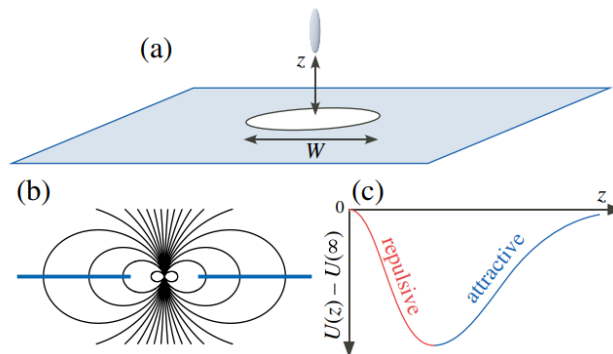 (a)
z
W
(b)
(c)
z
0
U(z) − U(∞)
repulsive
attractive